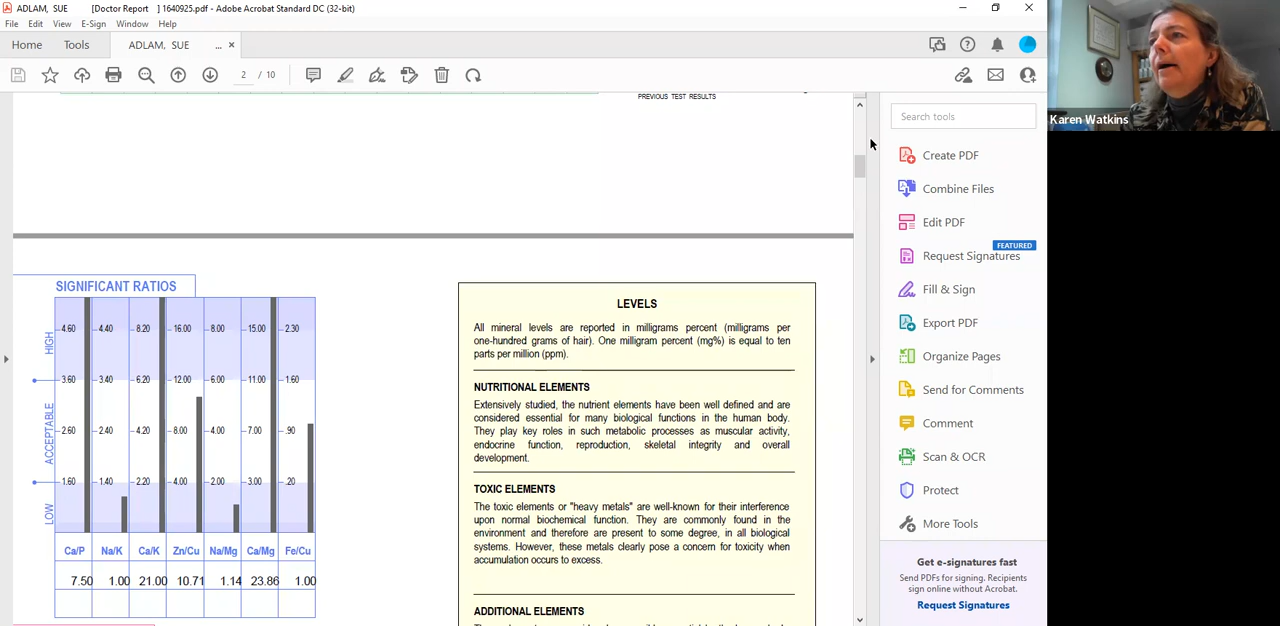 ADLAM, SUE [Doctor Report ] 1640925.pdf - Adobe Acrobat Standard DC (32-bit)
File Edit View E-Sign Window Help
Home Tools ADLAM, SUE ... ×
2 / 10
PREVIOUS TEST RESULTS
SIGNIFICANT RATIOS
HIGH
ACCEPTABLE
LOW
4.60 4.40 8.20 16.00 8.00 15.00 2.30
3.60 3.40 6.20 12.00 6.00 11.00 1.60
2.60 2.40 4.20 8.00 4.00 7.00 .90
1.60 1.40 2.20 4.00 2.00 3.00 .20
Ca/P Na/K Ca/K Zn/Cu Na/Mg Ca/Mg Fe/Cu
7.50 1.00 21.00 10.71 1.14 23.86 1.00
LEVELS
All mineral levels are reported in milligrams percent (milligrams per
one-hundred grams of hair). One milligram percent (mg%) is equal to ten
parts per million (ppm).
NUTRITIONAL ELEMENTS
Extensively studied, the nutrient elements have been well defined and are
considered essential for many biological functions in the human body.
They play key roles in such metabolic processes as muscular activity,
endocrine function, reproduction, skeletal integrity and overall
development.
TOXIC ELEMENTS
The toxic elements or "heavy metals" are well-known for their interference
upon normal biochemical function. They are commonly found in the
environment and therefore are present to some degree, in all biological
systems. However, these metals clearly pose a concern for toxicity when
accumulation occurs to excess.
ADDITIONAL ELEMENTS
Search tools
Create PDF
Combine Files
Edit PDF
FEATURED
Request Signatures
Fill & Sign
Export PDF
Organize Pages
Send for Comments
Comment
Scan & OCR
Protect
More Tools
Get e-signatures fast
Send PDFs for signing. Recipients
sign online without Acrobat.
Request Signatures
Karen Watkins